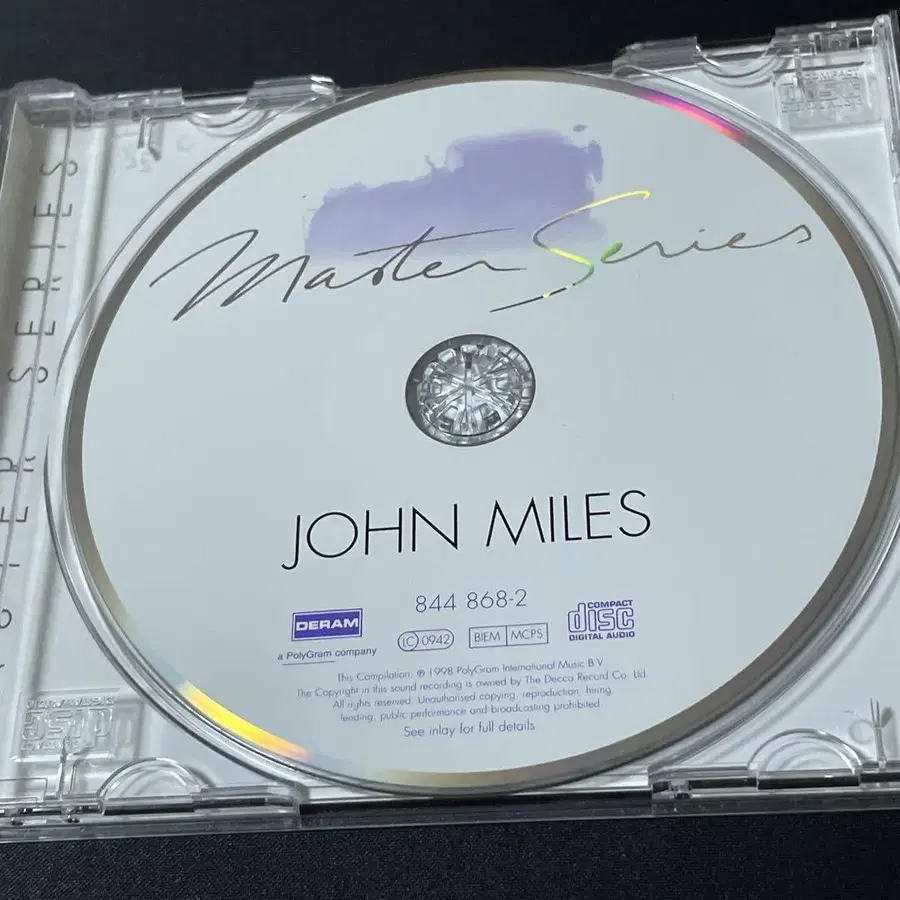 Master Series
JOHN MILES
844 868-2
DERAM
a PolyGram company
LC 0942
BIEM MCPS
COMPACT
disc
DIGITAL AUDIO
This Compilation: ℗ 1998 PolyGram International Music B.V.
The Copyright in this sound recording is owned by The Decca Record Co. Ltd.
All rights reserved. Unauthorised copying, reproduction, hiring,
lending, public performance and broadcasting prohibited.
See inlay for full details.
SERIES